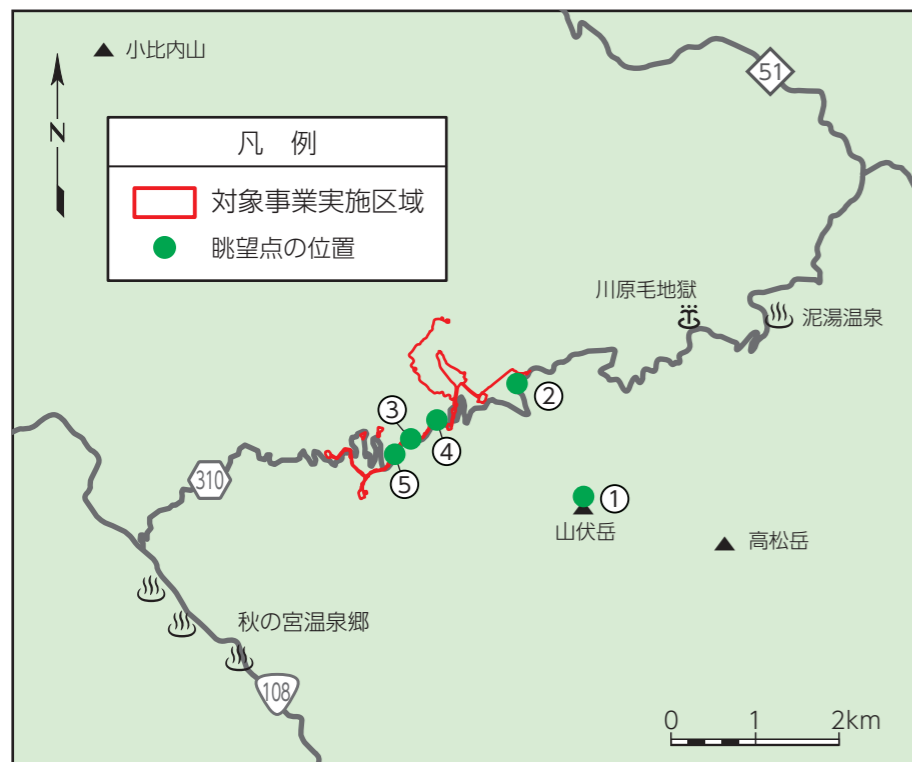 小比内山
N
51
凡 例
対象事業実施区域
眺望点の位置
川原毛地獄
泥湯温泉
②
③
④
⑤
310
①
山伏岳
高松岳
秋の宮温泉郷
108
0 1 2km